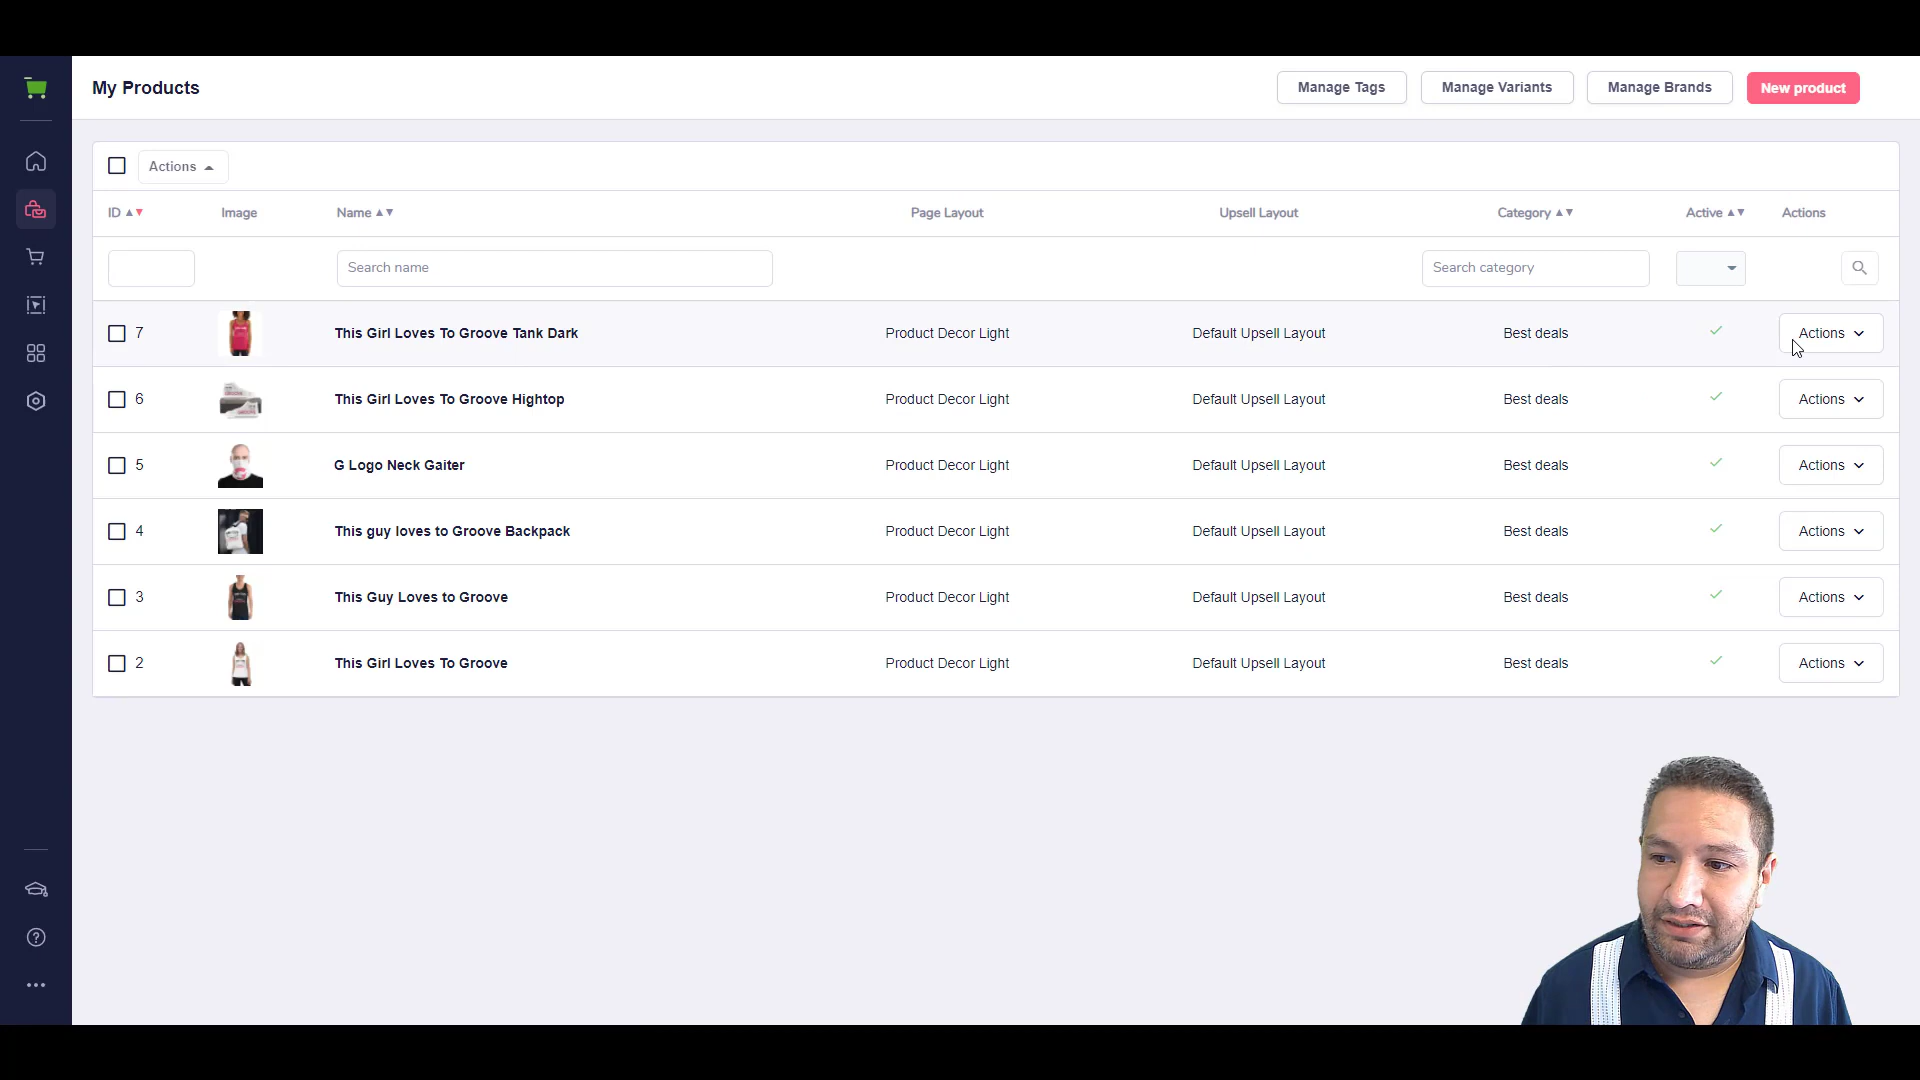 My Products
Manage Tags
Manage Variants
Manage Brands
New product
Actions
ID Image Name Page Layout Upsell Layout Category Active Actions
Search name Search category
7 This Girl Loves To Groove Tank Dark Product Decor Light Default Upsell Layout Best deals Actions
6 This Girl Loves To Groove Hightop Product Decor Light Default Upsell Layout Best deals Actions
5 G Logo Neck Gaiter Product Decor Light Default Upsell Layout Best deals Actions
4 This guy loves to Groove Backpack Product Decor Light Default Upsell Layout Best deals Actions
3 This Guy Loves to Groove Product Decor Light Default Upsell Layout Best deals Actions
2 This Girl Loves To Groove Product Decor Light Default Upsell Layout Best deals Actions